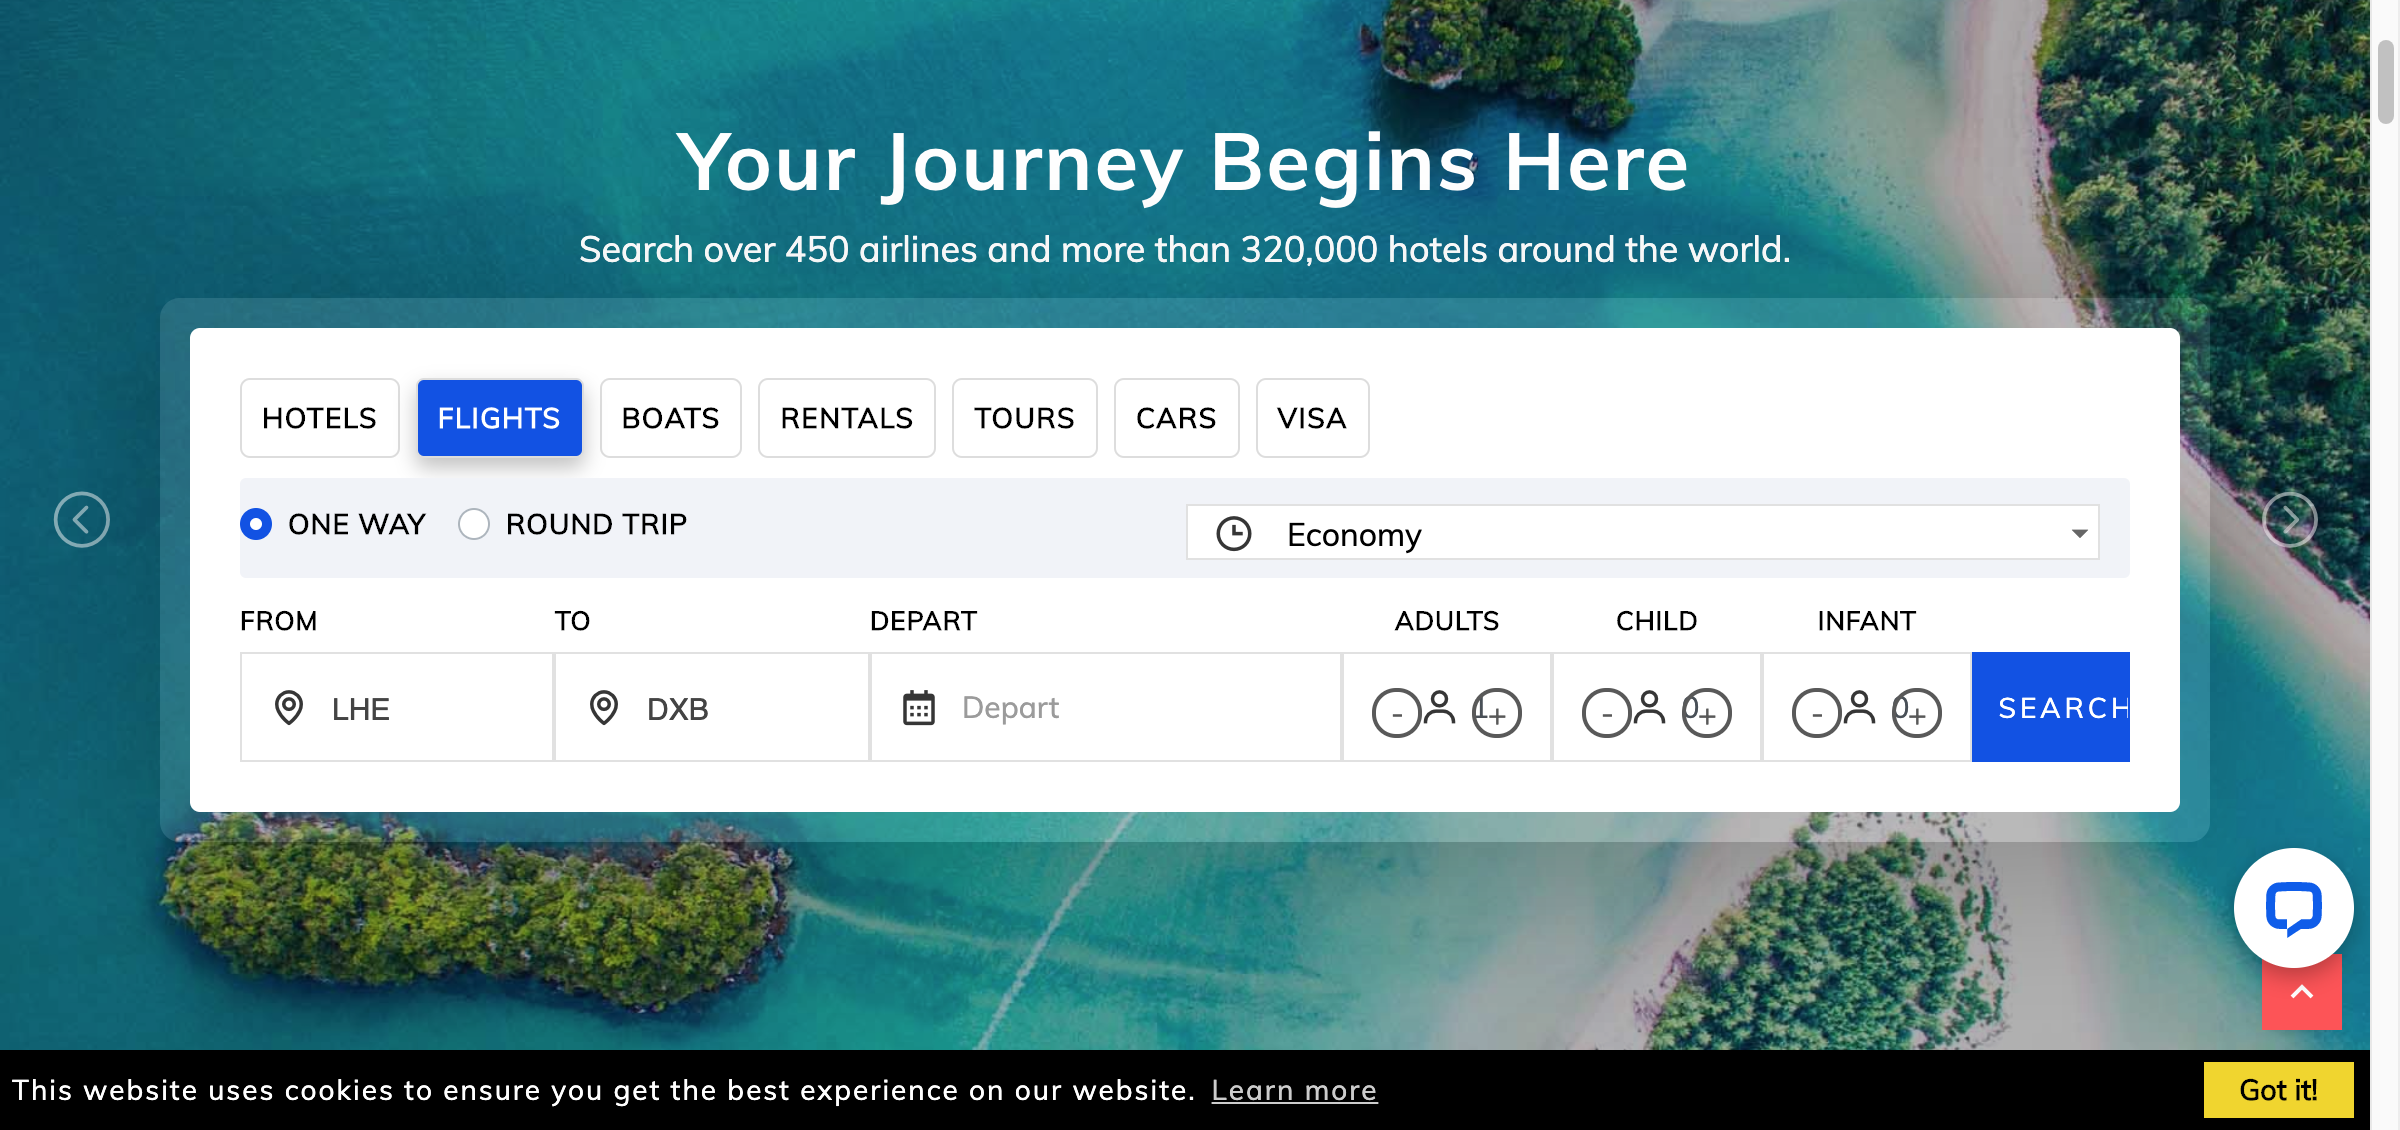 Your Journey Begins Here
Search over 450 airlines and more than 320,000 hotels around the world.
HOTELS FLIGHTS BOATS RENTALS TOURS CARS VISA
ONE WAY ROUND TRIP Economy
FROM TO DEPART ADULTS CHILD INFANT
LHE DXB Depart - 1 + - 0 + - 0 + SEARCH
This website uses cookies to ensure you get the best experience on our website. Learn more Got it!